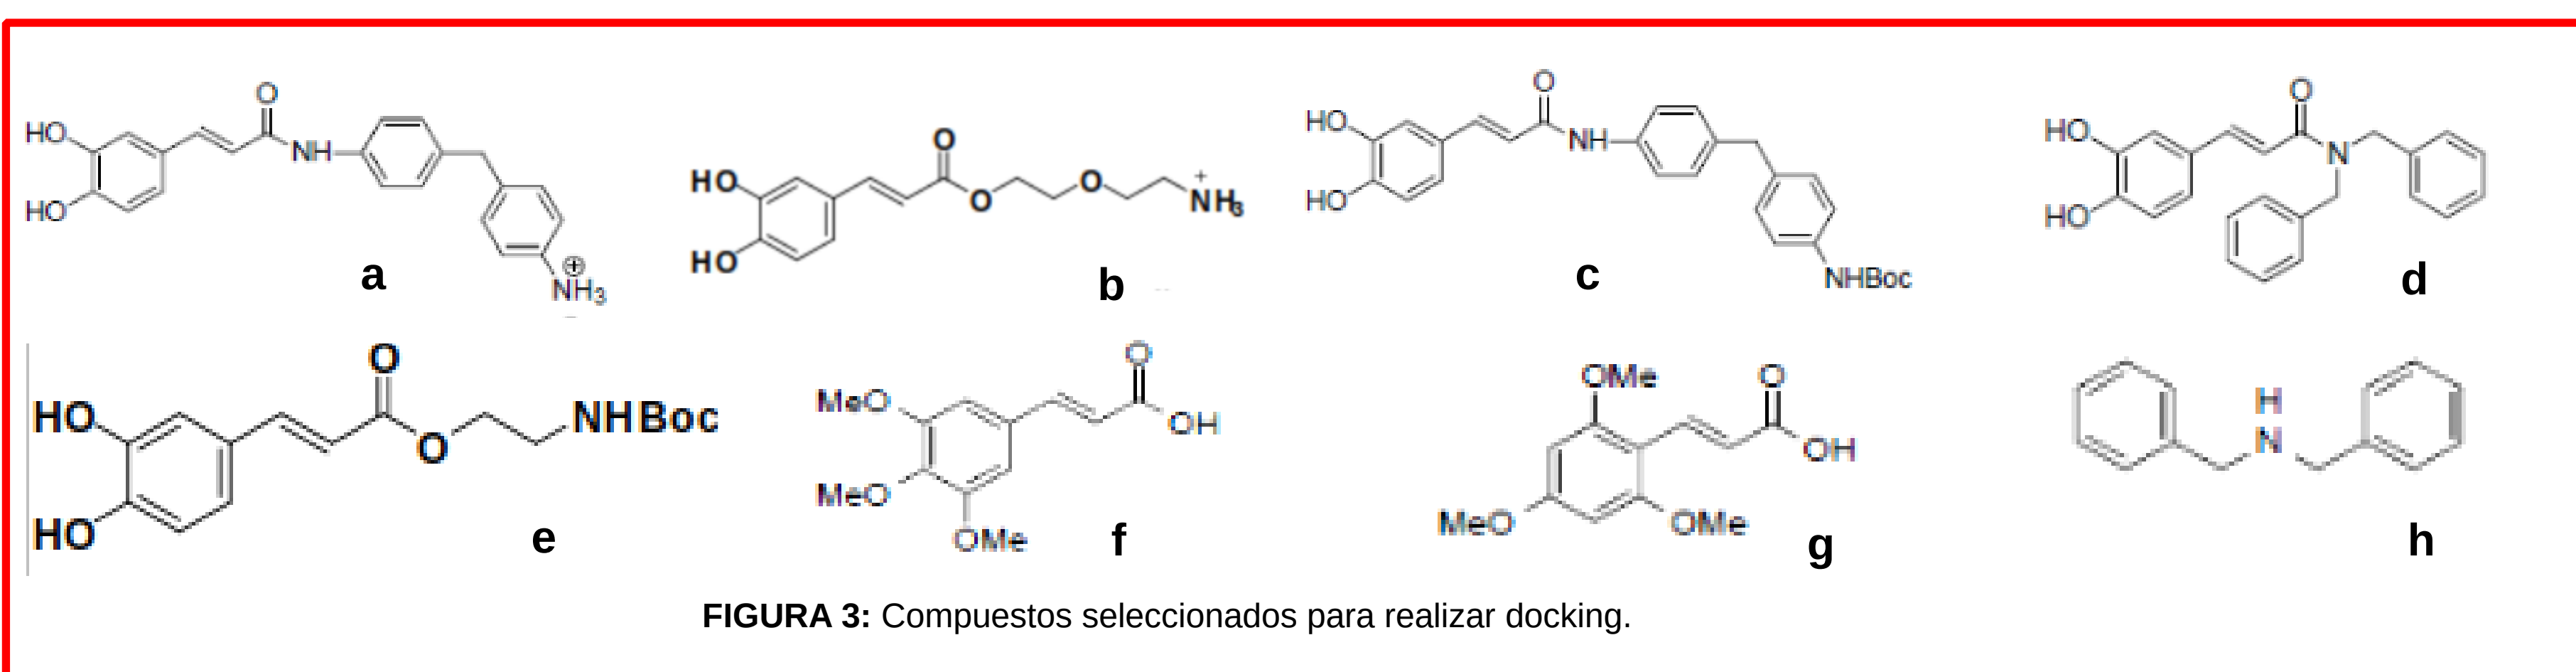 O
HO
HO
NH
⊕
NH3
a
O
HO
HO
O
O
+
NH3
b
O
HO
HO
NH
NHBoc
c
O
HO
HO
N
d
O
HO
HO
O
NHBoc
e
O
MeO
MeO
OMe
OH
f
OMe
O
MeO
OMe
OH
g
H
N
h
FIGURA 3: Compuestos seleccionados para realizar docking.